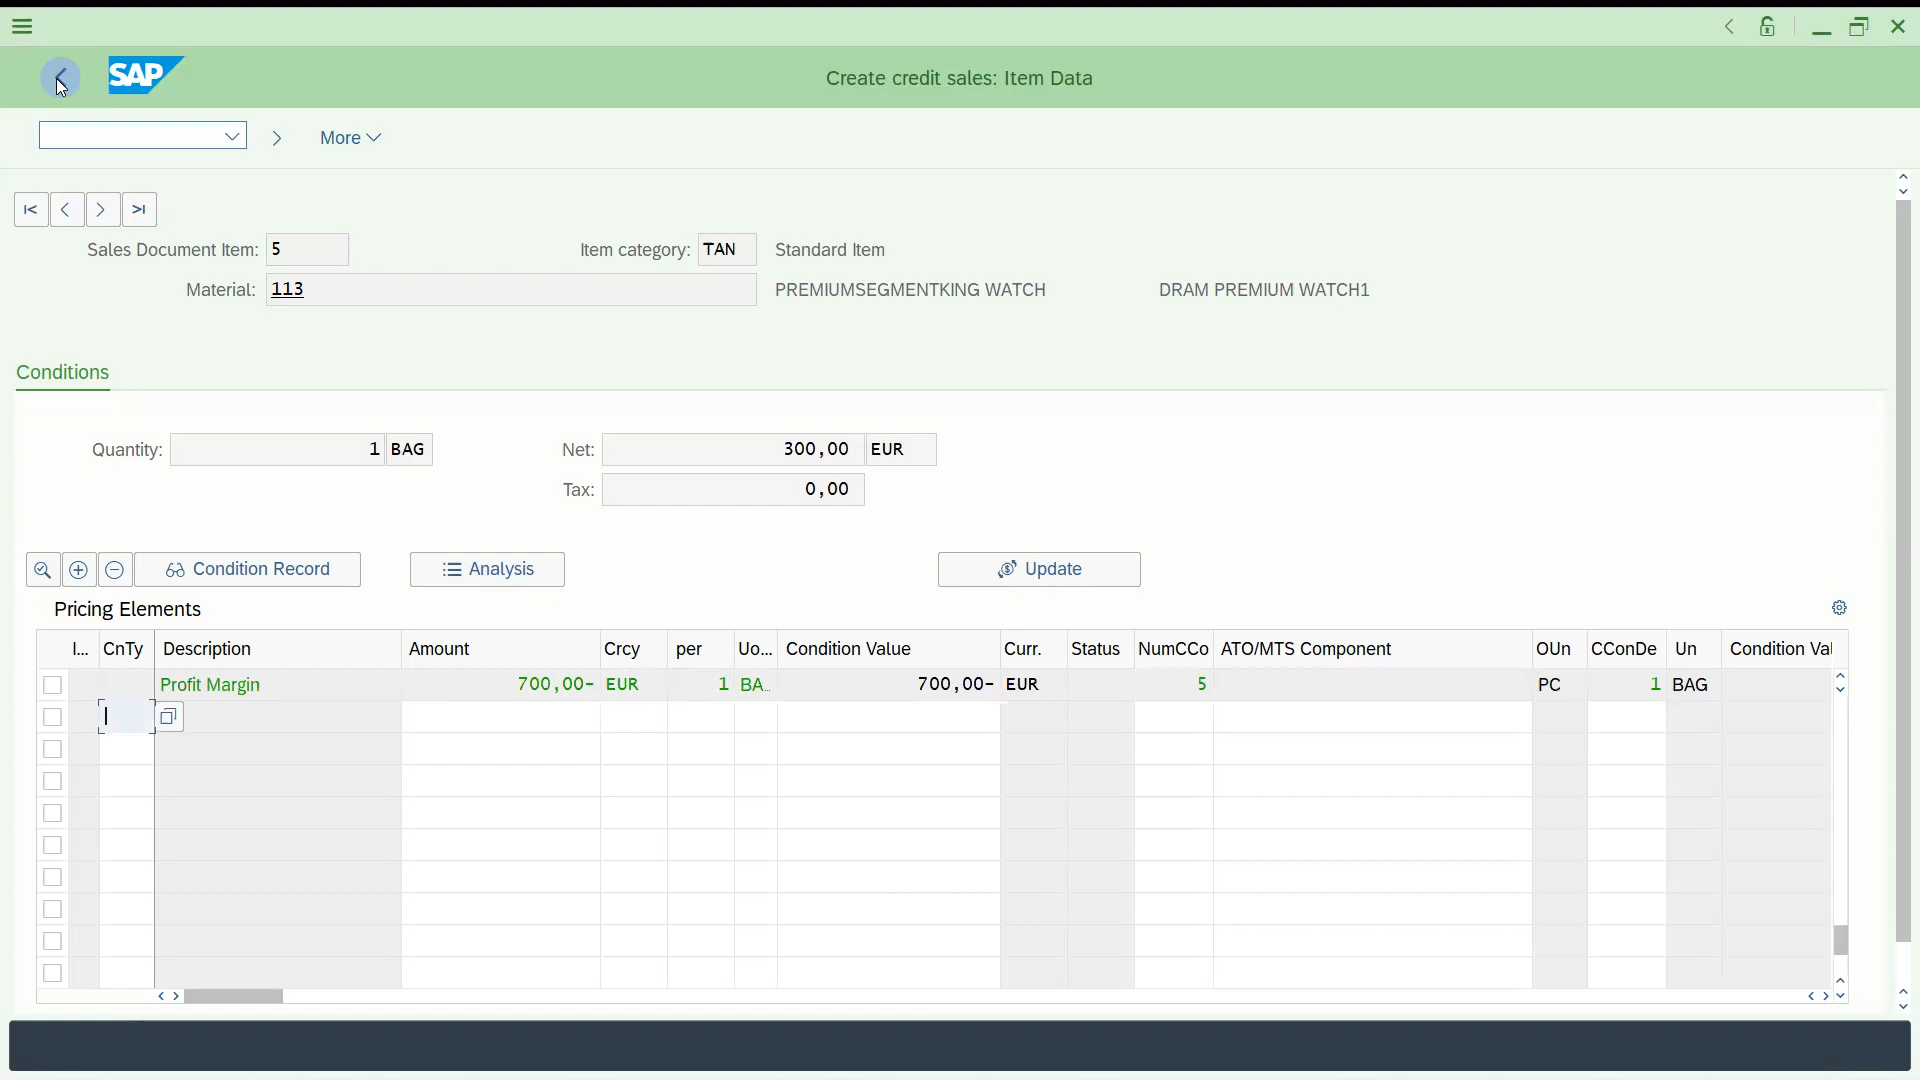 SAP
Create credit sales: Item Data
More
Sales Document Item: 5 Item category: TAN Standard Item
Material: 113 PREMIUMSEGMENTKING WATCH DRAM PREMIUM WATCH1
Conditions
Quantity: 1 BAG Net: 300,00 EUR
Tax: 0,00
Condition Record Analysis Update
Pricing Elements
I... CnTy Description Amount Crcy per Uo... Condition Value Curr. Status NumCCo ATO/MTS Component OUn CConDe Un Condition Val
Profit Margin 700,00- EUR 1 BA.. 700,00- EUR 5 PC 1 BAG